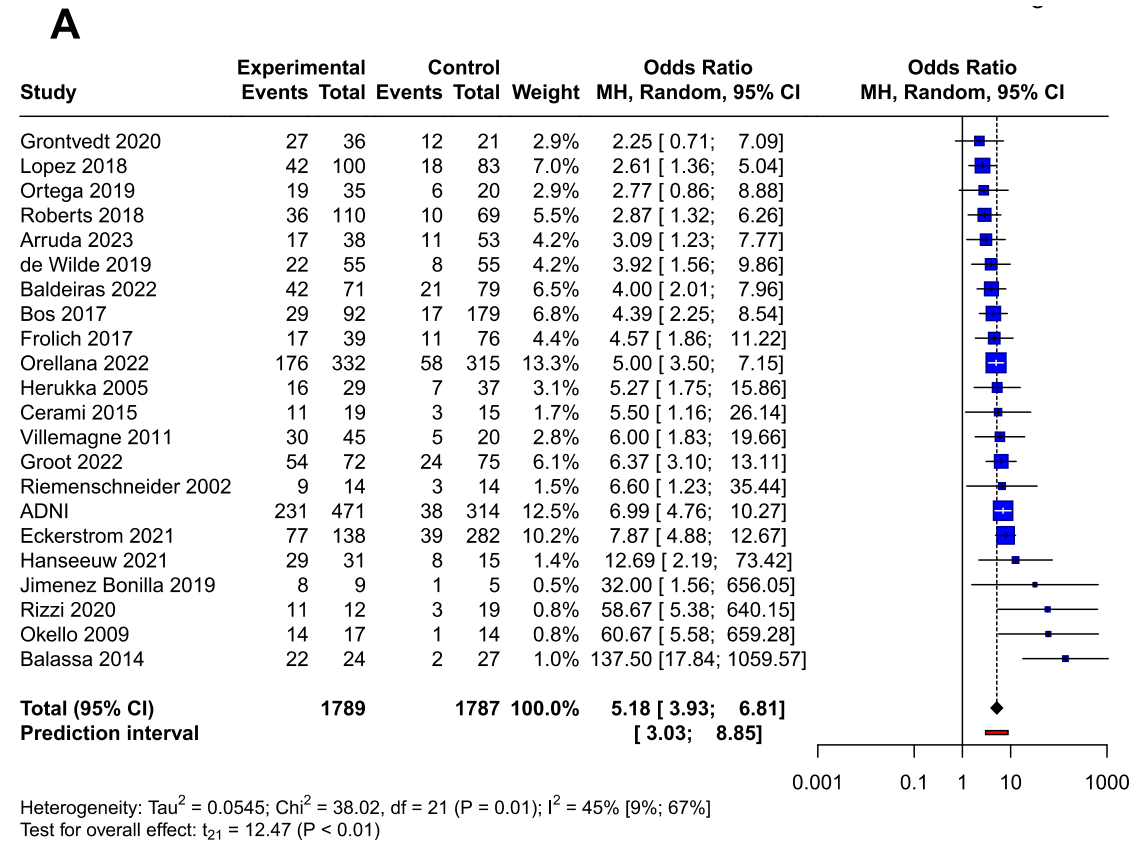 A
Experimental Control Odds Ratio Odds Ratio
Study Events Total Events Total Weight MH, Random, 95% CI MH, Random, 95% CI
Grontvedt 2020 27 36 12 21 2.9% 2.25 [ 0.71; 7.09]
Lopez 2018 42 100 18 83 7.0% 2.61 [ 1.36; 5.04]
Ortega 2019 19 35 6 20 2.9% 2.77 [ 0.86; 8.88]
Roberts 2018 36 110 10 69 5.5% 2.87 [ 1.32; 6.26]
Arruda 2023 17 38 11 53 4.2% 3.09 [ 1.23; 7.77]
de Wilde 2019 22 55 8 55 4.2% 3.92 [ 1.56; 9.86]
Baldeiras 2022 42 71 21 79 6.5% 4.00 [ 2.01; 7.96]
Bos 2017 29 92 17 179 6.8% 4.39 [ 2.25; 8.54]
Frolich 2017 17 39 11 76 4.4% 4.57 [ 1.86; 11.22]
Orellana 2022 176 332 58 315 13.3% 5.00 [ 3.50; 7.15]
Herukka 2005 16 29 7 37 3.1% 5.27 [ 1.75; 15.86]
Cerami 2015 11 19 3 15 1.7% 5.50 [ 1.16; 26.14]
Villemagne 2011 30 45 5 20 2.8% 6.00 [ 1.83; 19.66]
Groot 2022 54 72 24 75 6.1% 6.37 [ 3.10; 13.11]
Riemenschneider 2002 9 14 3 14 1.5% 6.60 [ 1.23; 35.44]
ADNI 231 471 38 314 12.5% 6.99 [ 4.76; 10.27]
Eckerstrom 2021 77 138 39 282 10.2% 7.87 [ 4.88; 12.67]
Hanseeuw 2021 29 31 8 15 1.4% 12.69 [ 2.19; 73.42]
Jimenez Bonilla 2019 8 9 1 5 0.5% 32.00 [ 1.56; 656.05]
Rizzi 2020 11 12 3 19 0.8% 58.67 [ 5.38; 640.15]
Okello 2009 14 17 1 14 0.8% 60.67 [ 5.58; 659.28]
Balassa 2014 22 24 2 27 1.0% 137.50 [17.84; 1059.57]
Total (95% CI) 1789 1787 100.0% 5.18 [ 3.93; 6.81]
Prediction interval [ 3.03; 8.85]
0.001 0.1 1 10 1000
Heterogeneity: Tau² = 0.0545; Chi² = 38.02, df = 21 (P = 0.01); I² = 45% [9%; 67%]
Test for overall effect: t₂₁ = 12.47 (P < 0.01)